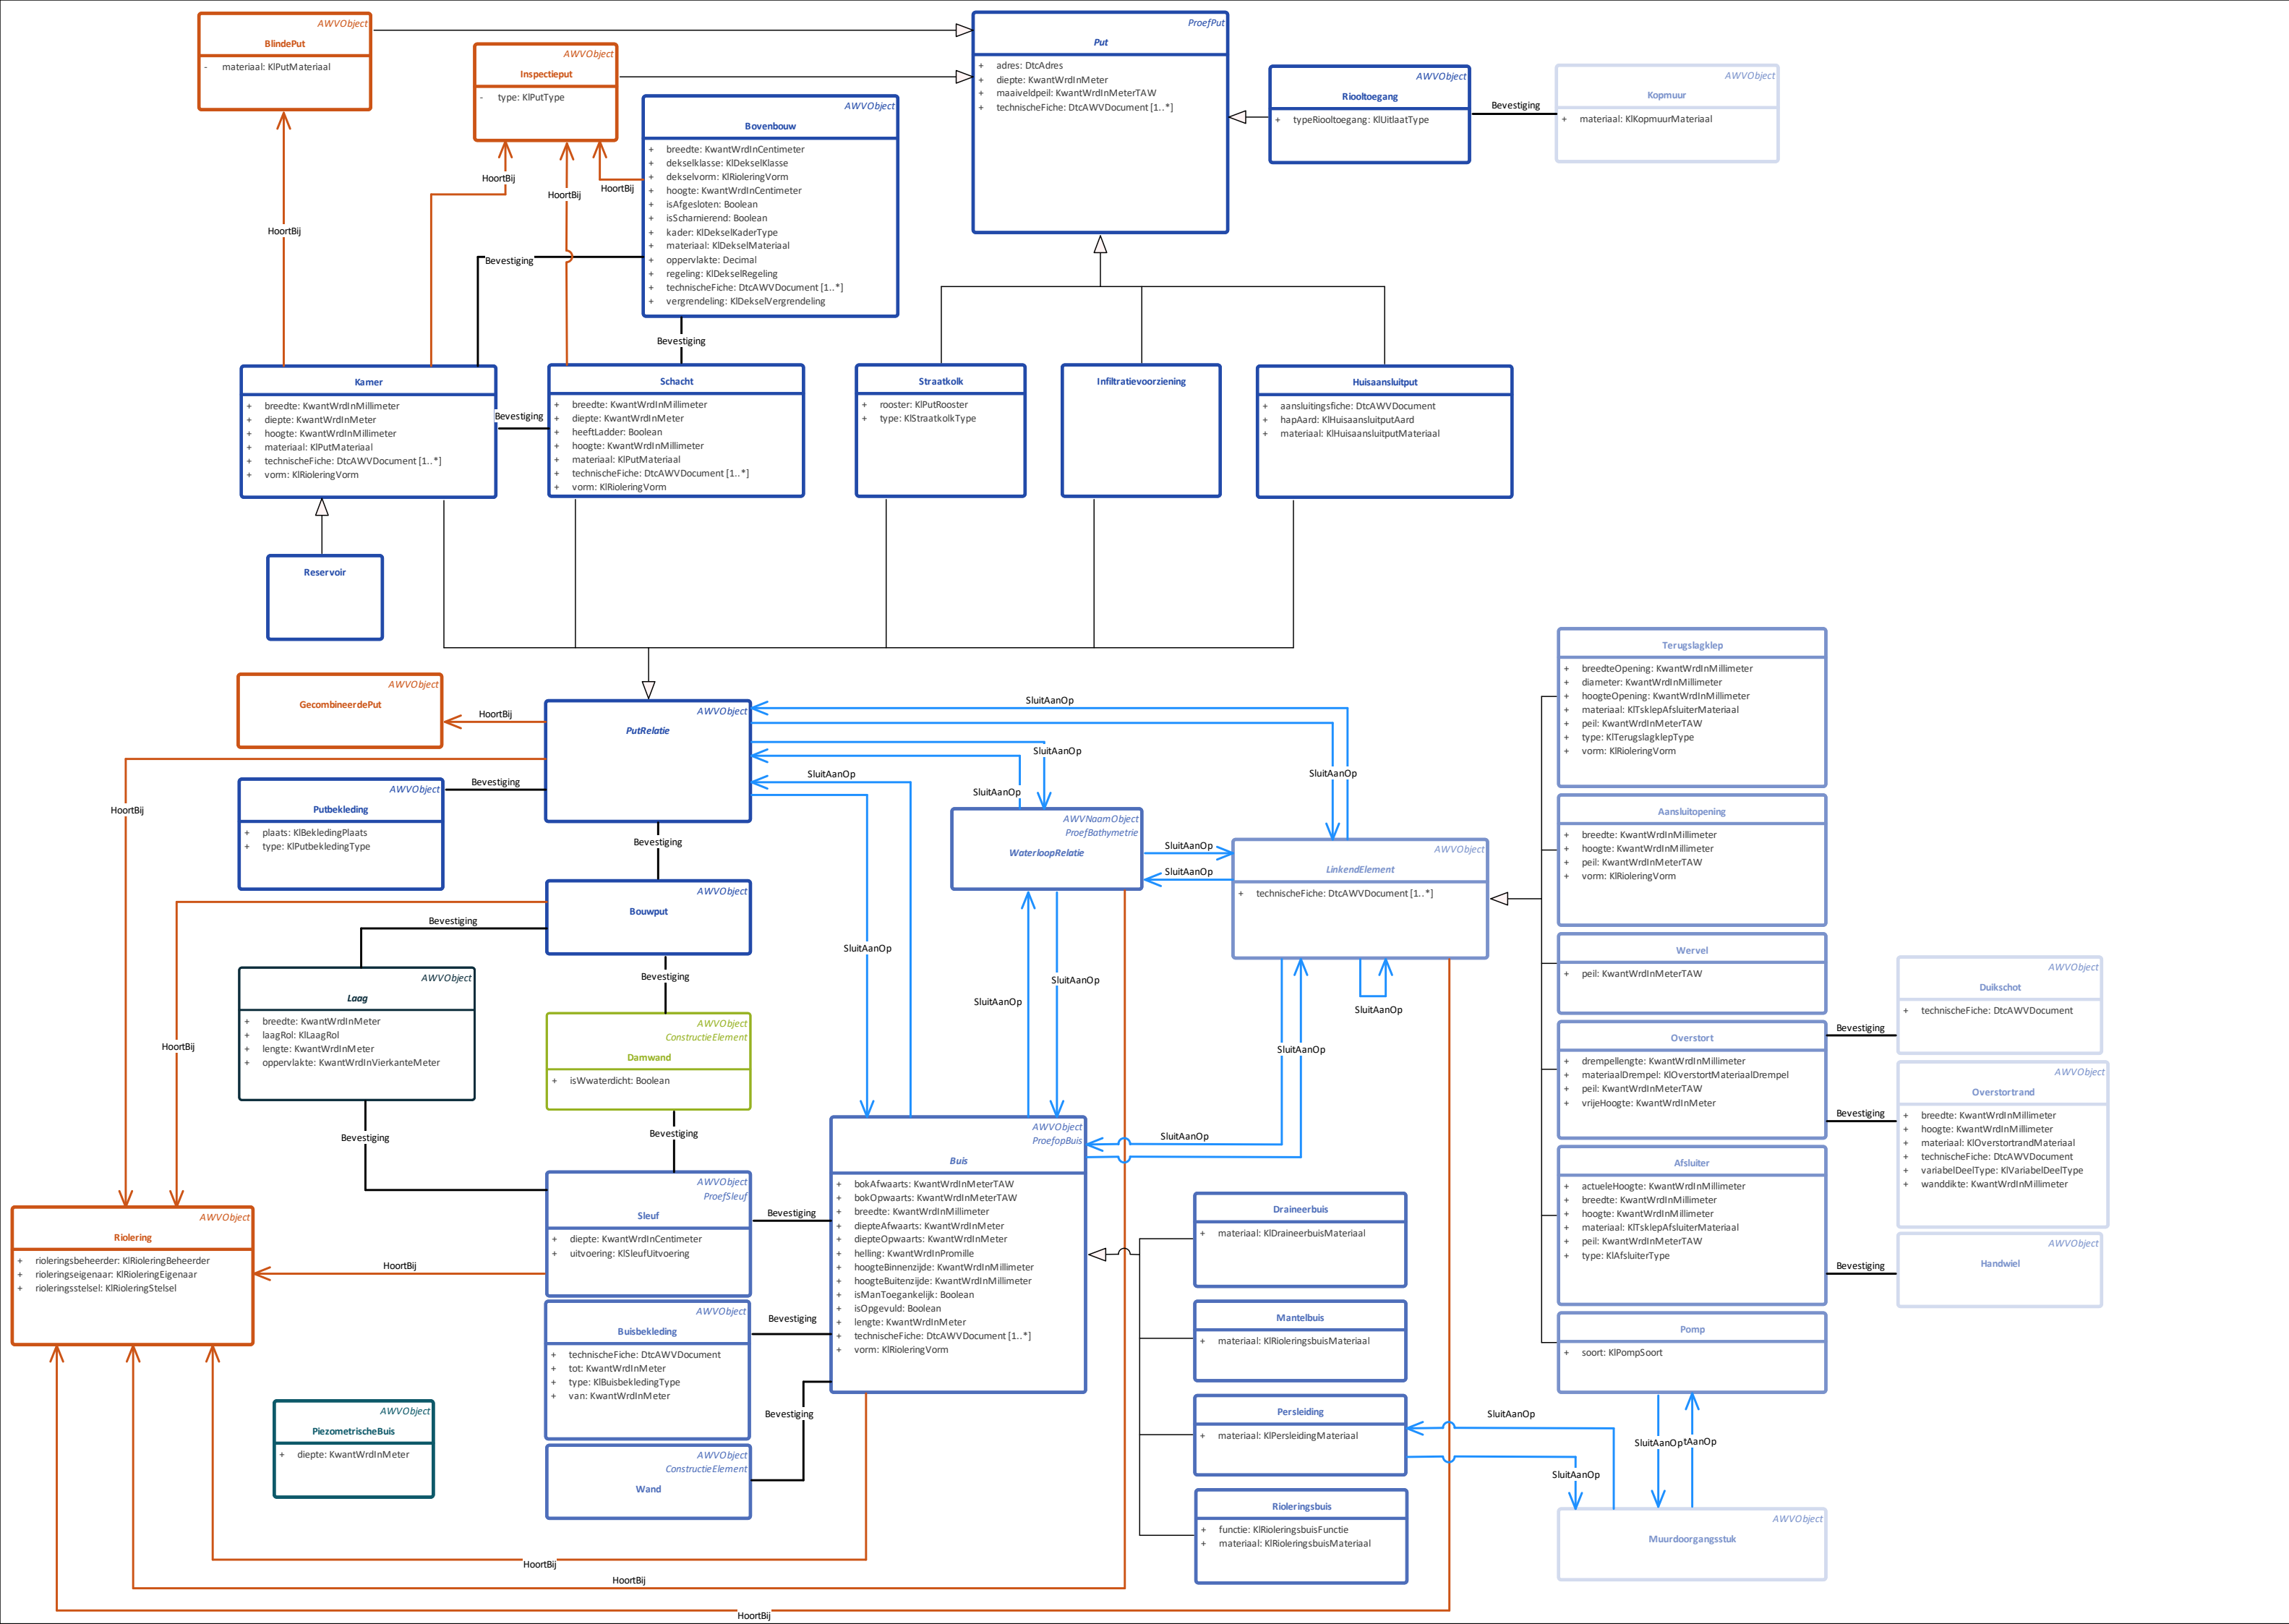 AWVObject
BlindePut
- materiaal: KlPutMateriaal
AWVObject
Inspectieput
- type: KlPutType
AWVObject
Bovenbouw
+ breedte: KwantWrdInCentimeter
+ dekselklasse: KlDekselKlasse
+ dekselvorm: KlRioleringVorm
+ hoogte: KwantWrdInCentimeter
+ isAfgesloten: Boolean
+ isScharnierend: Boolean
+ kader: KlDekselKaderType
+ materiaal: KlDekselMateriaal
+ oppervlakte: Decimal
+ regeling: KlDekselRegeling
+ technischeFiche: DtcAWVDocument [1..*]
+ vergrendeling: KlDekselVergrendeling
ProefPut
Put
+ adres: DtcAdres
+ diepte: KwantWrdInMeter
+ maaiveldpeil: KwantWrdInMeterTAW
+ technischeFiche: DtcAWVDocument [1..*]
AWVObject
Riooltoegang
+ typeRiooltoegang: KlUitlaatType
Bevestiging
AWVObject
Kopmuur
+ materiaal: KlKopmuurMateriaal
HoortBij
HoortBij
HoortBij
HoortBij
Bevestiging
Bevestiging
Kamer
+ breedte: KwantWrdInMillimeter
+ diepte: KwantWrdInMeter
+ hoogte: KwantWrdInMillimeter
+ materiaal: KlPutMateriaal
+ technischeFiche: DtcAWVDocument [1..*]
+ vorm: KlRioleringVorm
Bevestiging
Schacht
+ breedte: KwantWrdInMillimeter
+ diepte: KwantWrdInMeter
+ heeftLadder: Boolean
+ hoogte: KwantWrdInMillimeter
+ materiaal: KlPutMateriaal
+ technischeFiche: DtcAWVDocument [1..*]
+ vorm: KlRioleringVorm
Straatkolk
+ rooster: KlPutRooster
+ type: KlStraatkolkType
Infiltratievoorziening
Huisaansluitput
+ aansluitingsfiche: DtcAWVDocument
+ hapAard: KlHuisaansluitputAard
+ materiaal: KlHuisaansluitputMateriaal
Reservoir
AWVObject
GecombineerdePut
HoortBij
AWVObject
PutRelatie
HoortBij
Bevestiging
AWVObject
Putbekleding
+ plaats: KlBekledingPlaats
+ type: KlPutbekledingType
Bevestiging
AWVObject
Bouwput
Bevestiging
Bevestiging
HoortBij
AWVObject
Laag
+ breedte: KwantWrdInMeter
+ laagRol: KlLaagRol
+ lengte: KwantWrdInMeter
+ oppervlakte: KwantWrdInVierkanteMeter
AWVObject
ConstructieElement
Damwand
+ isWwaterdicht: Boolean
Bevestiging
Bevestiging
AWVObject
ProefSleuf
Sleuf
+ diepte: KwantWrdInCentimeter
+ uitvoering: KlSleufUitvoering
AWVObject
Riolering
+ rioleringsbeheerder: KlRioleringBeheerder
+ rioleringseigenaar: KlRioleringEigenaar
+ rioleringsstelsel: KlRioleringStelsel
HoortBij
AWVObject
Buisbekleding
+ technischeFiche: DtcAWVDocument
+ tot: KwantWrdInMeter
+ type: KlBuisbekledingType
+ van: KwantWrdInMeter
AWVObject
PiezometrischeBuis
+ diepte: KwantWrdInMeter
AWVObject
ConstructieElement
Wand
Bevestiging
Bevestiging
Bevestiging
SluitAanOp
SluitAanOp
SluitAanOp
SluitAanOp
SluitAanOp
SluitAanOp
AWVNaamObject
ProefBathymetrie
WaterloopRelatie
SluitAanOp
SluitAanOp
AWVObject
LinkendElement
+ technischeFiche: DtcAWVDocument [1..*]
SluitAanOp
SluitAanOp
SluitAanOp
SluitAanOp
SluitAanOp
AWVObject
ProefopBuis
Buis
+ bokAfwaarts: KwantWrdInMeterTAW
+ bokOpwaarts: KwantWrdInMeterTAW
+ breedte: KwantWrdInMillimeter
+ diepteAfwaarts: KwantWrdInMeter
+ diepteOpwaarts: KwantWrdInMeter
+ helling: KwantWrdInPromille
+ hoogteBinnenzijde: KwantWrdInMillimeter
+ hoogteBuitenzijde: KwantWrdInMillimeter
+ isManToegankelijk: Boolean
+ isOpgevuld: Boolean
+ lengte: KwantWrdInMeter
+ technischeFiche: DtcAWVDocument [1..*]
+ vorm: KlRioleringVorm
Draineerbuis
+ materiaal: KlDraineerbuisMateriaal
Mantelbuis
+ materiaal: KlRioleringsbuisMateriaal
Persleiding
+ materiaal: KlPersleidingMateriaal
Rioleringsbuis
+ functie: KlRioleringsbuisFunctie
+ materiaal: KlRioleringsbuisMateriaal
Terugslagklep
+ breedteOpening: KwantWrdInMillimeter
+ diameter: KwantWrdInMillimeter
+ hoogteOpening: KwantWrdInMillimeter
+ materiaal: KlTsklepAfsluiterMateriaal
+ peil: KwantWrdInMeterTAW
+ type: KlTerugslagklepType
+ vorm: KlRioleringVorm
Aansluitopening
+ breedte: KwantWrdInMillimeter
+ hoogte: KwantWrdInMillimeter
+ peil: KwantWrdInMeterTAW
+ vorm: KlRioleringVorm
Wervel
+ peil: KwantWrdInMeterTAW
Overstort
+ drempellengte: KwantWrdInMillimeter
+ materiaalDrempel: KlOverstortMateriaalDrempel
+ peil: KwantWrdInMeterTAW
+ vrijeHoogte: KwantWrdInMeter
Afsluiter
+ actueleHoogte: KwantWrdInMillimeter
+ breedte: KwantWrdInMillimeter
+ hoogte: KwantWrdInMillimeter
+ materiaal: KlTsklepAfsluiterMateriaal
+ peil: KwantWrdInMeterTAW
+ type: KlAfsluiterType
Pomp
+ soort: KlPompSoort
Bevestiging
AWVObject
Duikschot
+ technischeFiche: DtcAWVDocument
Bevestiging
AWVObject
Overstortrand
+ breedte: KwantWrdInMillimeter
+ hoogte: KwantWrdInMillimeter
+ materiaal: KlOverstortrandMateriaal
+ technischeFiche: DtcAWVDocument
+ variabelDeelType: KlVariabelDeelType
+ wanddikte: KwantWrdInMillimeter
Bevestiging
AWVObject
Handwiel
SluitAanOp
SluitAanOp
SluitAanOp
tAanOp
AWVObject
Muurdoorgangsstuk
HoortBij
HoortBij
HoortBij